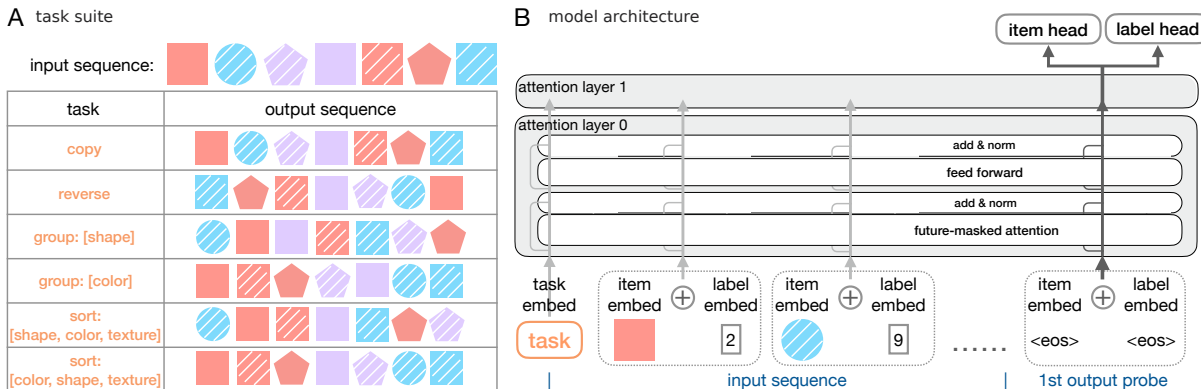 A task suite
input sequence:
task
output sequence
copy
reverse
group: [shape]
group: [color]
sort:
[shape, color, texture]
sort:
[color, shape, texture]
B model architecture
item head
label head
attention layer 1
attention layer 0
add & norm
feed forward
add & norm
future-masked attention
task
embed
item
embed
label
embed
item
embed
label
embed
item
embed
label
embed
task
2
9
......
<eos>
<eos>
input sequence
1st output probe